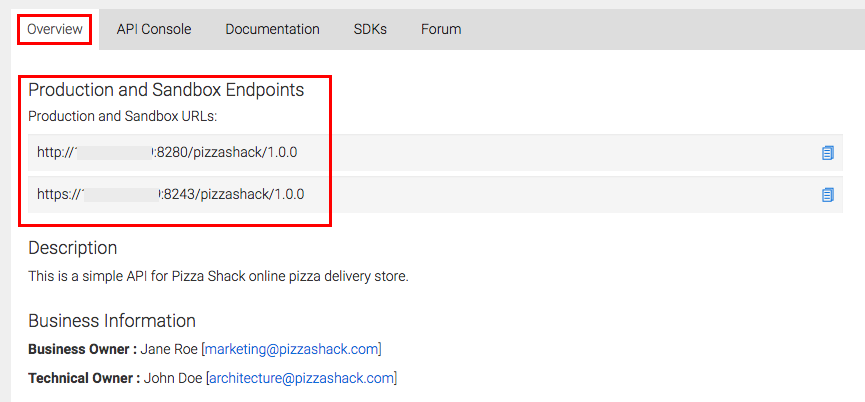 Overview API Console Documentation SDKs Forum
Production and Sandbox Endpoints
Production and Sandbox URLs:
http:// :8280/pizzashack/1.0.0
https:// :8243/pizzashack/1.0.0
Description
This is a simple API for Pizza Shack online pizza delivery store.
Business Information
Business Owner : Jane Roe [marketing@pizzashack.com]
Technical Owner : John Doe [architecture@pizzashack.com]